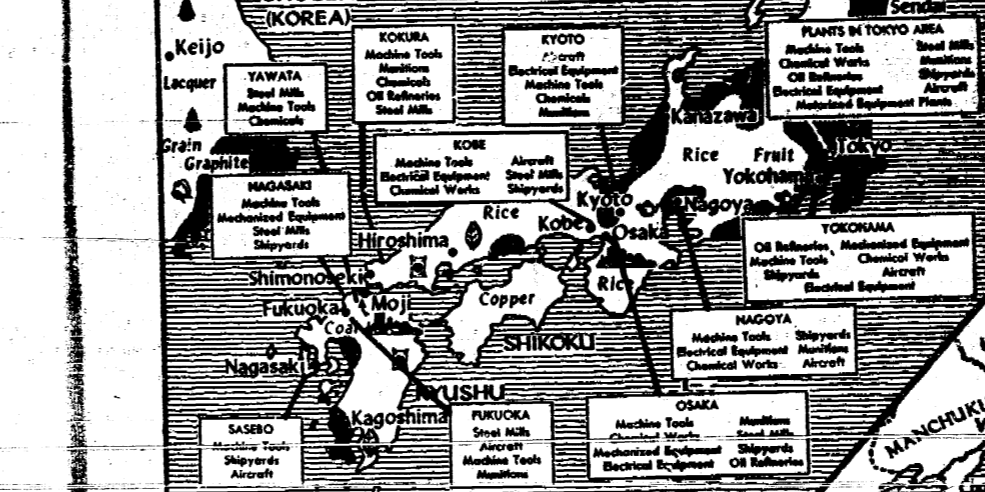 (KOREA)
Sendai
Keijo
Lacquer
Grain
Graphite
YAWATA
Steel Mills
Machine Tools
Chemicals
KOKURA
Machine Tools
Munitions
Chemicals
Oil Refineries
Steel Mills
KYOTO
Aircraft
Electrical Equipment
Machine Tools
Chemicals
Munitions
PLANTS IN TOKYO AREA
Machine Tools Steel Mills
Chemical Works Munitions
Oil Refineries Shipyards
Electrical Equipment Aircraft
Motorized Equipment Plants
KOBE
Machine Tools Aircraft
Electrical Equipment Steel Mills
Chemical Works Shipyards
NAGASAKI
Machine Tools
Mechanized Equipment
Steel Mills
Shipyards
Kanazawa
Rice Fruit
Tokyo
Yokohama
Kyoto
Nagoya
Rice
Kobe
Osaka
Hiroshima
Shimonoseki
Rice
Fukuoka
Moji
Copper
Coal
SHIKOKU
Nagasaki
KYUSHU
Kagoshima
YOKOHAMA
Oil Refineries Mechanized Equipment
Machine Tools Chemical Works
Shipyards Aircraft
Electrical Equipment
NAGOYA
Machine Tools Shipyards
Electrical Equipment Munitions
Chemical Works Aircraft
SASEBO
Machine Tools
Shipyards
Aircraft
FUKUOKA
Steel Mills
Aircraft
Machine Tools
Munitions
OSAKA
Machine Tools Munitions
Chemical Works Steel Mills
Mechanized Equipment Shipyards
Electrical Equipment Oil Refineries
MANCHUKU